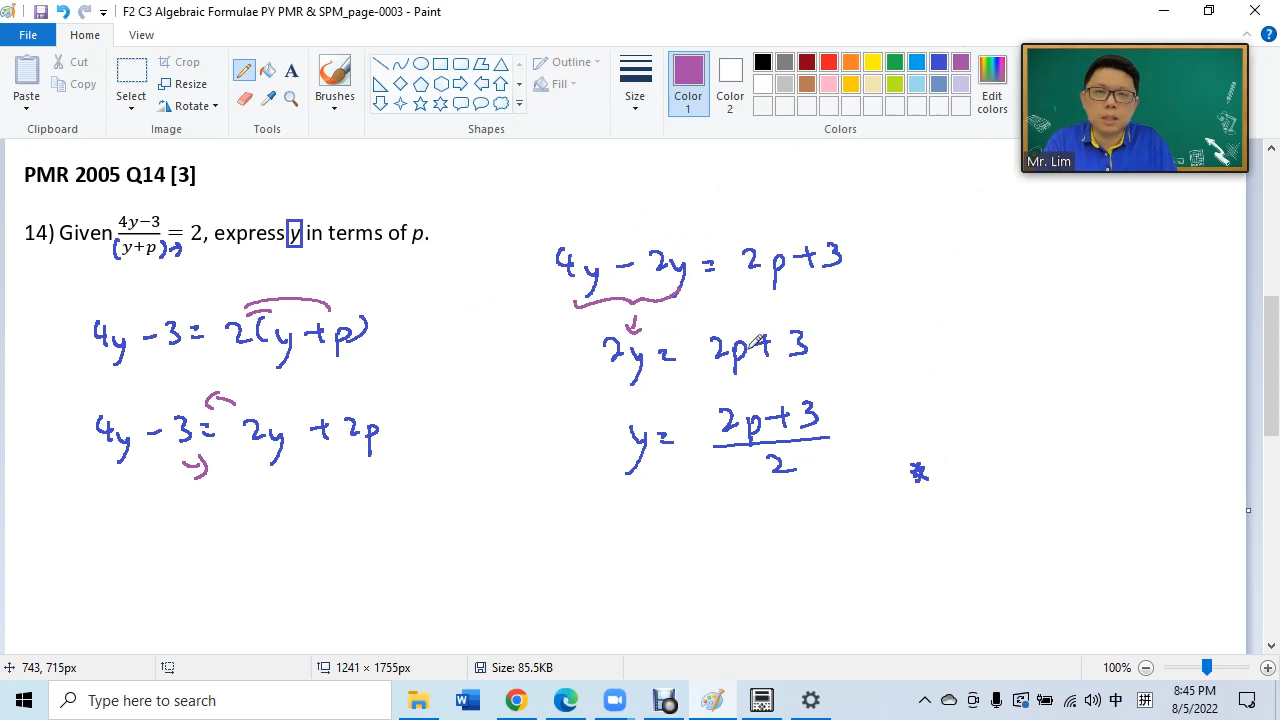 F2 C3 Algebraic Formulae PY PMR & SPM_page-0003 - Paint
File Home View
Paste Cut Copy
Clipboard
Select Crop Resize Rotate
Image
Tools
Brushes
Shapes
Outline Fill
Size
Color 1 Color 2
Edit colors
Colors
Mr. Lim
PMR 2005 Q14 [3]
14) Given (4y−3)/(y+p) = 2, express y in terms of p.
4y − 3 = 2(y + p)
4y − 3 = 2y + 2p
4y − 2y = 2p + 3
2y = 2p + 3
y = (2p + 3)/2 *
743, 715px 1241 × 1755px Size: 85.5KB 100%
Type here to search
中 拼
8:45 PM
8/5/2022